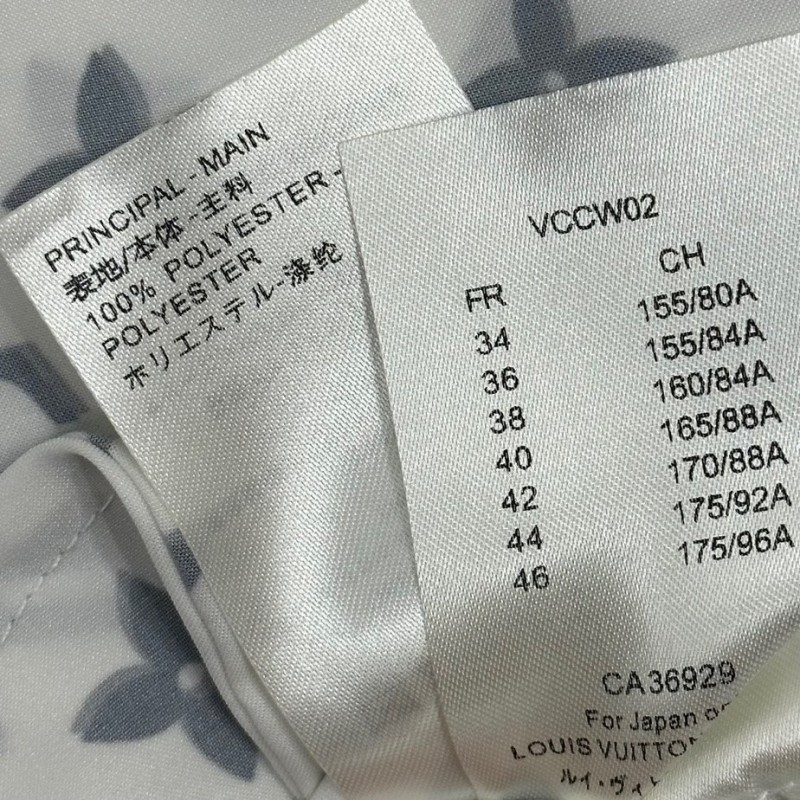 PRINCIPAL - MAIN
表地/本体 -主料
100% POLYESTER -
POLYESTER
ポリエステル-涤纶
VCCW02
FR CH
34 155/80A
36 155/84A
38 160/84A
40 165/88A
42 170/88A
44 175/92A
46 175/96A
CA36929
For Japan
LOUIS
ルイ・ヴィ